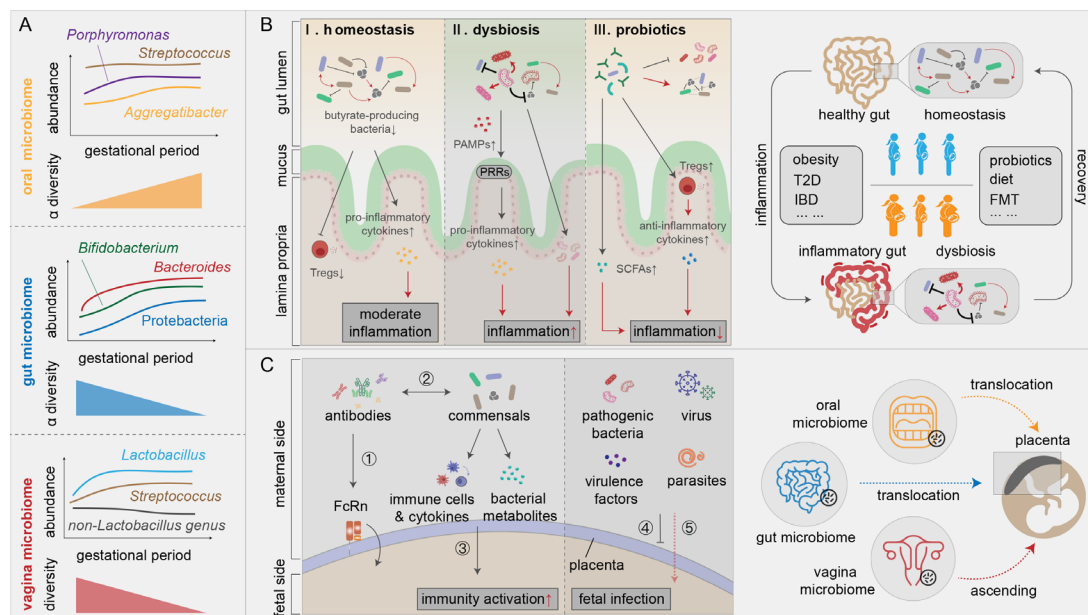 A
oral microbiome
abundance
Porphyromonas
Streptococcus
Aggregatibacter
gestational period
α diversity
gut microbiome
abundance
Bifidobacterium
Bacteroides
Protebacteria
gestational period
α diversity
vagina microbiome
abundance
Lactobacillus
Streptococcus
non-Lactobacillus genus
gestational period
diversity
B
gut lumen
mucus
lamina propria
I . homeostasis
butyrate-producing
bacteria↓
pro-inflammatory
cytokines↑
Tregs↓
moderate
inflammation
II. dysbiosis
PAMPs↑
PRRs
pro-inflammatory
cytokines↑
inflammation↑
III. probiotics
Tregs↑
anti-inflammatory
cytokines↑
SCFAs↑
inflammation↓
healthy gut
homeostasis
inflammation
obesity
T2D
IBD
... ...
probiotics
diet
FMT
... ...
recovery
inflammatory gut
dysbiosis
C
maternal side
fetal side
antibodies
②
commensals
①
FcRn
immune cells
& cytokines
bacterial
metabolites
③
immunity activation↑
pathogenic
bacteria
virus
virulence
factors
parasites
④
⑤
placenta
fetal infection
oral
microbiome
translocation
placenta
translocation
gut microbiome
vagina
microbiome
ascending